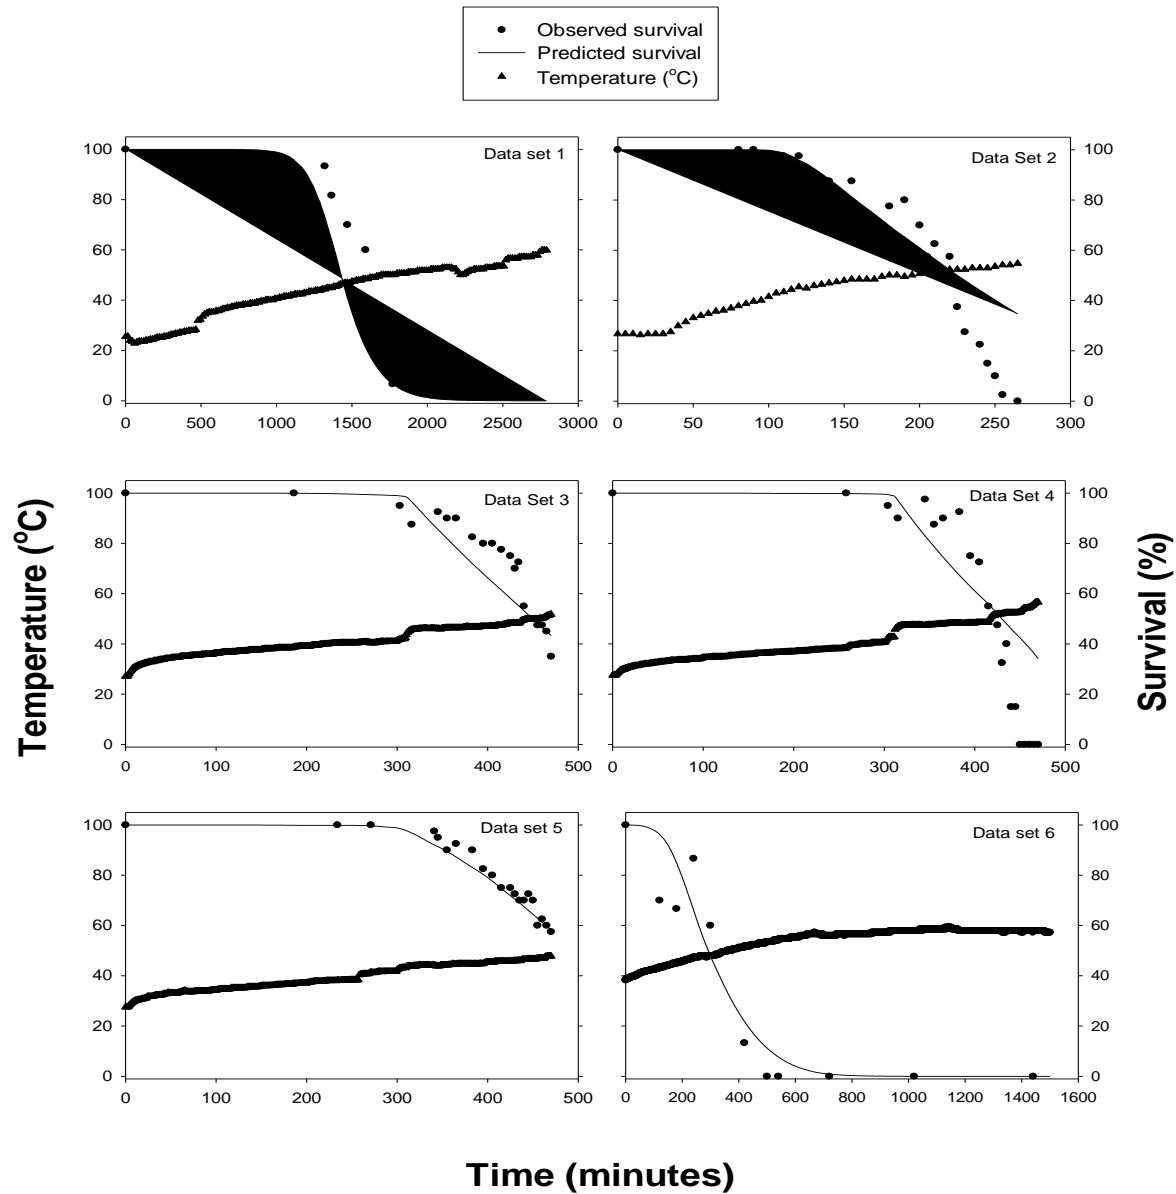 Observed survival
Predicted survival
Temperature (°C)
Data set 1
Data Set 2
100
80
60
40
20
0
100
80
60
40
20
0
0 500 1000 1500 2000 2500 3000
0 50 100 150 200 250 300
Data Set 3
Data Set 4
100
80
60
40
20
0
100
80
60
40
20
0
0 100 200 300 400 500
0 100 200 300 400 500
Data set 5
Data set 6
100
80
60
40
20
0
100
80
60
40
20
0
0 100 200 300 400 500
0 200 400 600 800 1000 1200 1400 1600
Temperature (°C)
Survival (%)
Time (minutes)